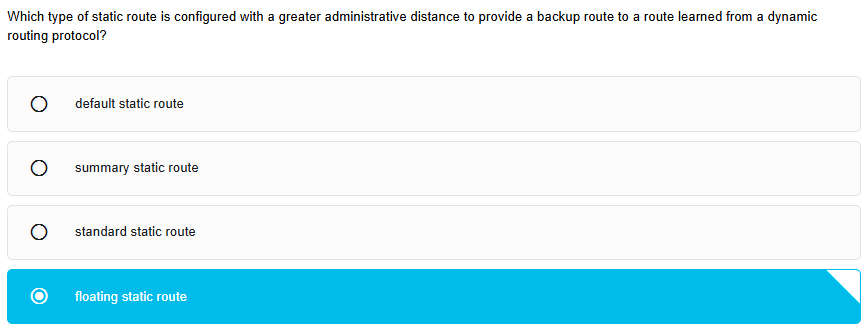 Which type of static route is configured with a greater administrative distance to provide a backup route to a route learned from a dynamic
routing protocol?
default static route
summary static route
standard static route
floating static route